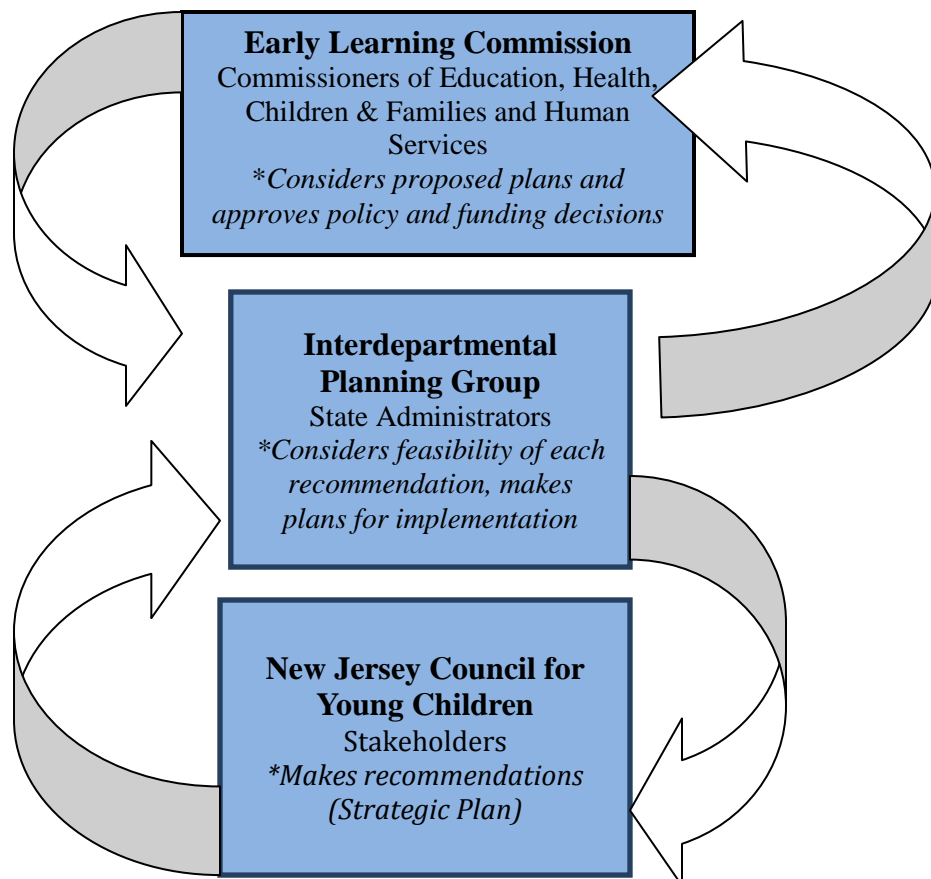 Early Learning Commission
Commissioners of Education, Health,
Children & Families and Human
Services
*Considers proposed plans and
approves policy and funding decisions
Interdepartmental
Planning Group
State Administrators
*Considers feasibility of each
recommendation, makes
plans for implementation
New Jersey Council for
Young Children
Stakeholders
*Makes recommendations
(Strategic Plan)